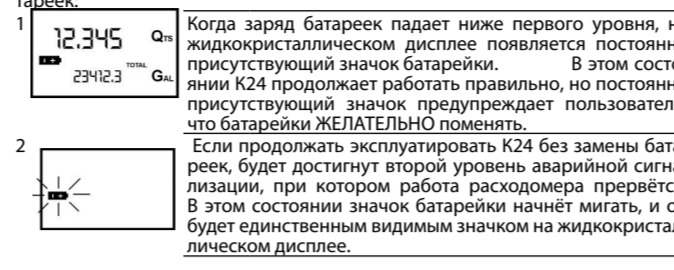 тареек.
1
12.345 QTS
TOTAL
23412.3 GAL
Когда заряд батареек падает ниже первого уровня, н
жидкокристаллическом дисплее появляется постоянн
присутствующий значок батарейки. В этом сост
янии К24 продолжает работать правильно, но постоянн
присутствующий значок предупреждает пользовател
что батарейки ЖЕЛАТЕЛЬНО поменять.
2
Если продолжать эксплуатировать К24 без замены бата
реек, будет достигнут второй уровень аварийной сигна
лизации, при котором работа расходомера прервётс
В этом состоянии значок батарейки начнёт мигать, и о
будет единственным видимым значком на жидкокристал
лическом дисплее.